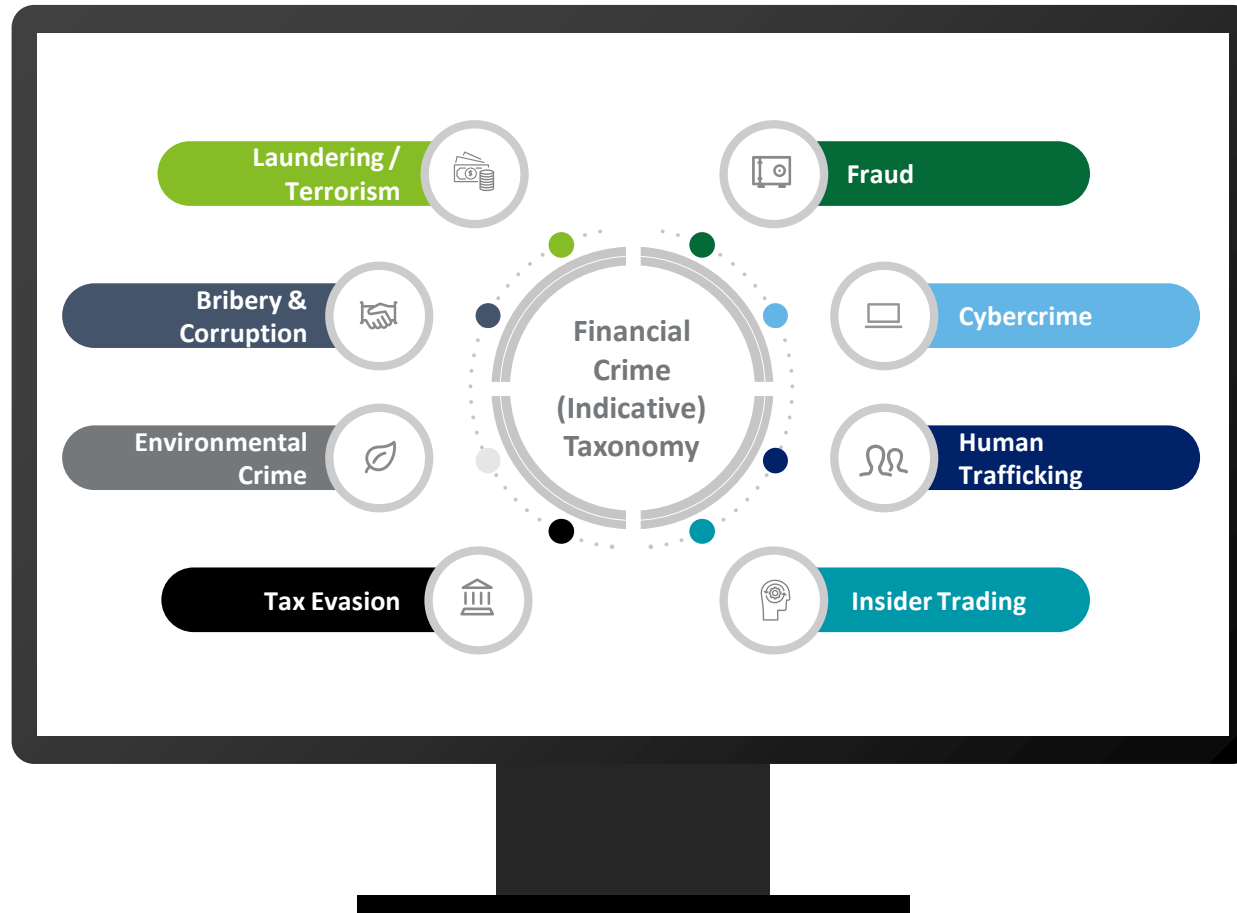 Laundering /
Terrorism
Fraud
Bribery &
Corruption
Cybercrime
Financial
Crime
(Indicative)
Taxonomy
Environmental
Crime
Human
Trafficking
Tax Evasion
Insider Trading